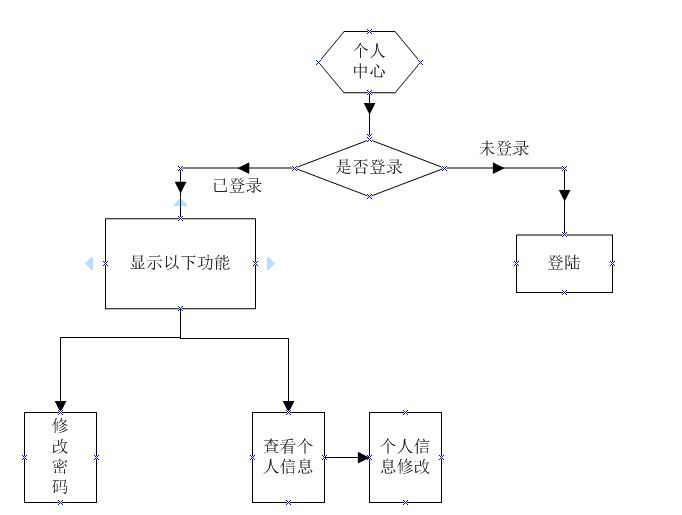 个人
中心
是否登录
未登录
已登录
显示以下功能
登陆
修
改
密
码
查看个
人信息
个人信
息修改